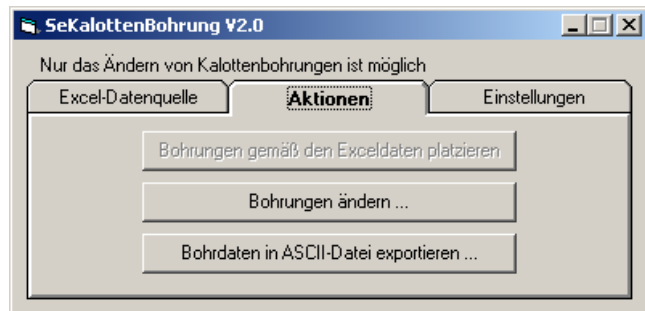 SeKalottenBohrung V2.0
Nur das Ändern von Kalottenbohrungen ist möglich
Excel-Datenquelle Aktionen Einstellungen
Bohrungen gemäß den Exceldaten platzieren
Bohrungen ändern ...
Bohrdaten in ASCII-Datei exportieren ...